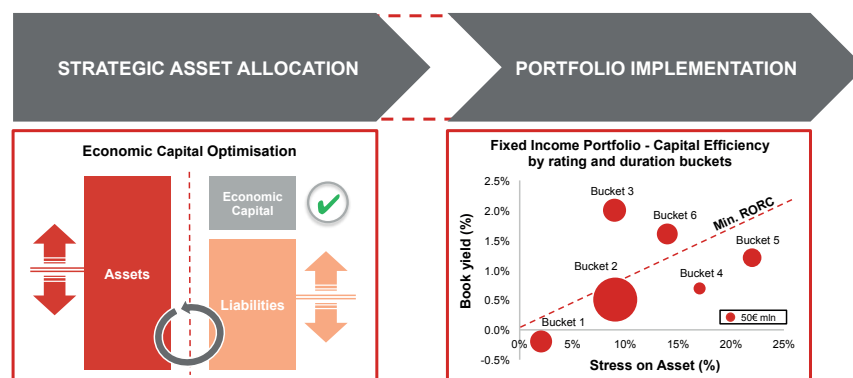 STRATEGIC ASSET ALLOCATION
PORTFOLIO IMPLEMENTATION
Economic Capital Optimisation
Assets
Economic
Capital
Liabilities
Fixed Income Portfolio - Capital Efficiency
by rating and duration buckets
Book yield (%)
2.5%
2.0%
1.5%
1.0%
0.5%
0.0%
-0.5%
Bucket 3
Bucket 6
Min. RORC
Bucket 5
Bucket 2
Bucket 4
Bucket 1
50€ mln
0%
5%
10%
15%
20%
25%
Stress on Asset (%)